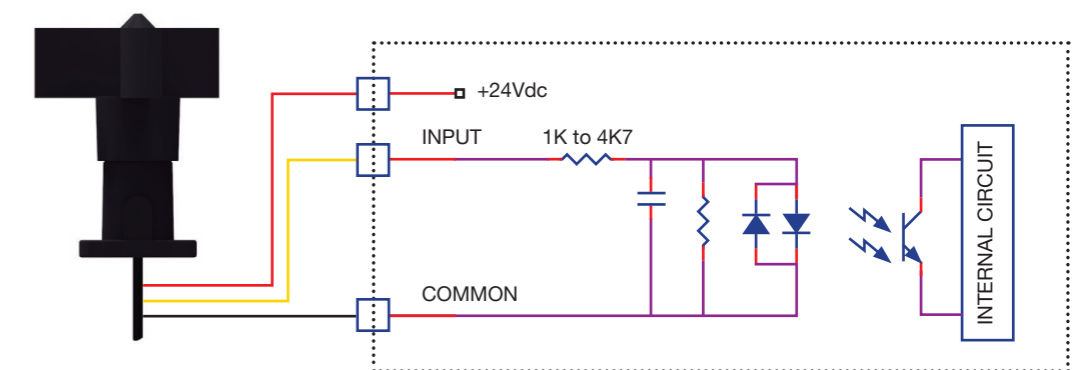 +24Vdc
INPUT
1K to 4K7
COMMON
INTERNAL CIRCUIT